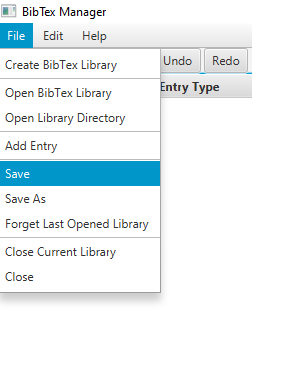 BibTex Manager
File Edit Help
Undo Redo
Entry Type
Create BibTex Library
Open BibTex Library
Open Library Directory
Add Entry
Save
Save As
Forget Last Opened Library
Close Current Library
Close